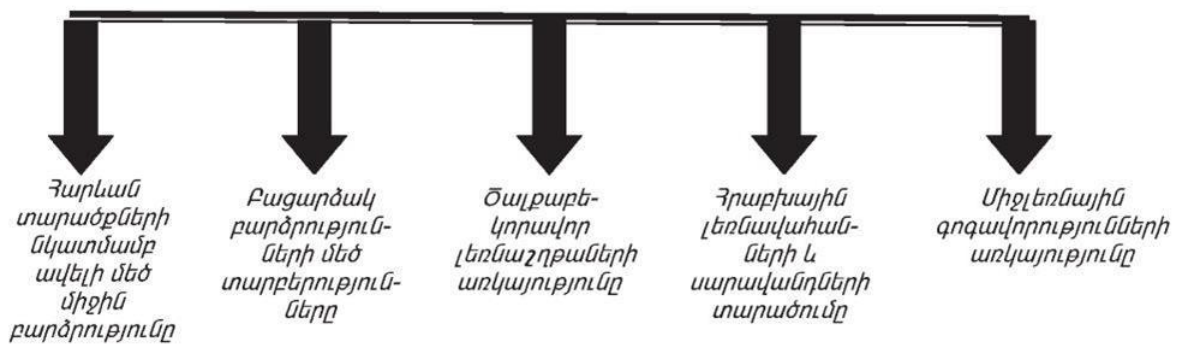 Հարևան
տարածքների
նկատմամբ
ավելի մեծ
միջին
բարձրությունը
Բացարձակ
բարձրություն-
ների մեծ
տարբերություն-
ները
Ծալքաբե-
կորավոր
լեռնաշղթաների
առկայությունը
Հրաբխային
լեռնավահան-
ների և
սարավանդների
տարածումը
Միջլեռնային
գոգավորությունների
առկայությունը